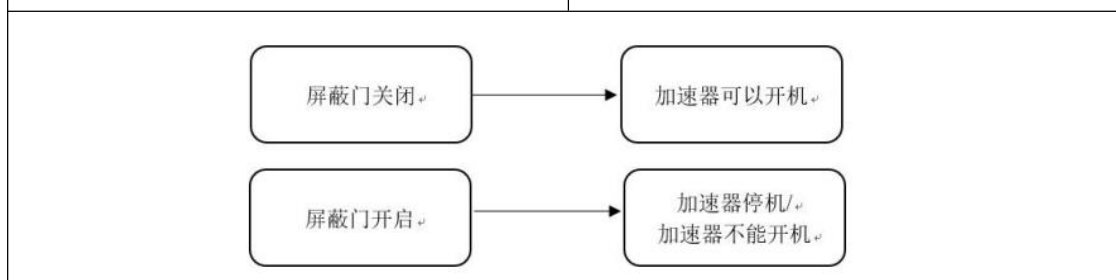 屏蔽门关闭
加速器可以开机
屏蔽门开启
加速器停机/
加速器不能开机